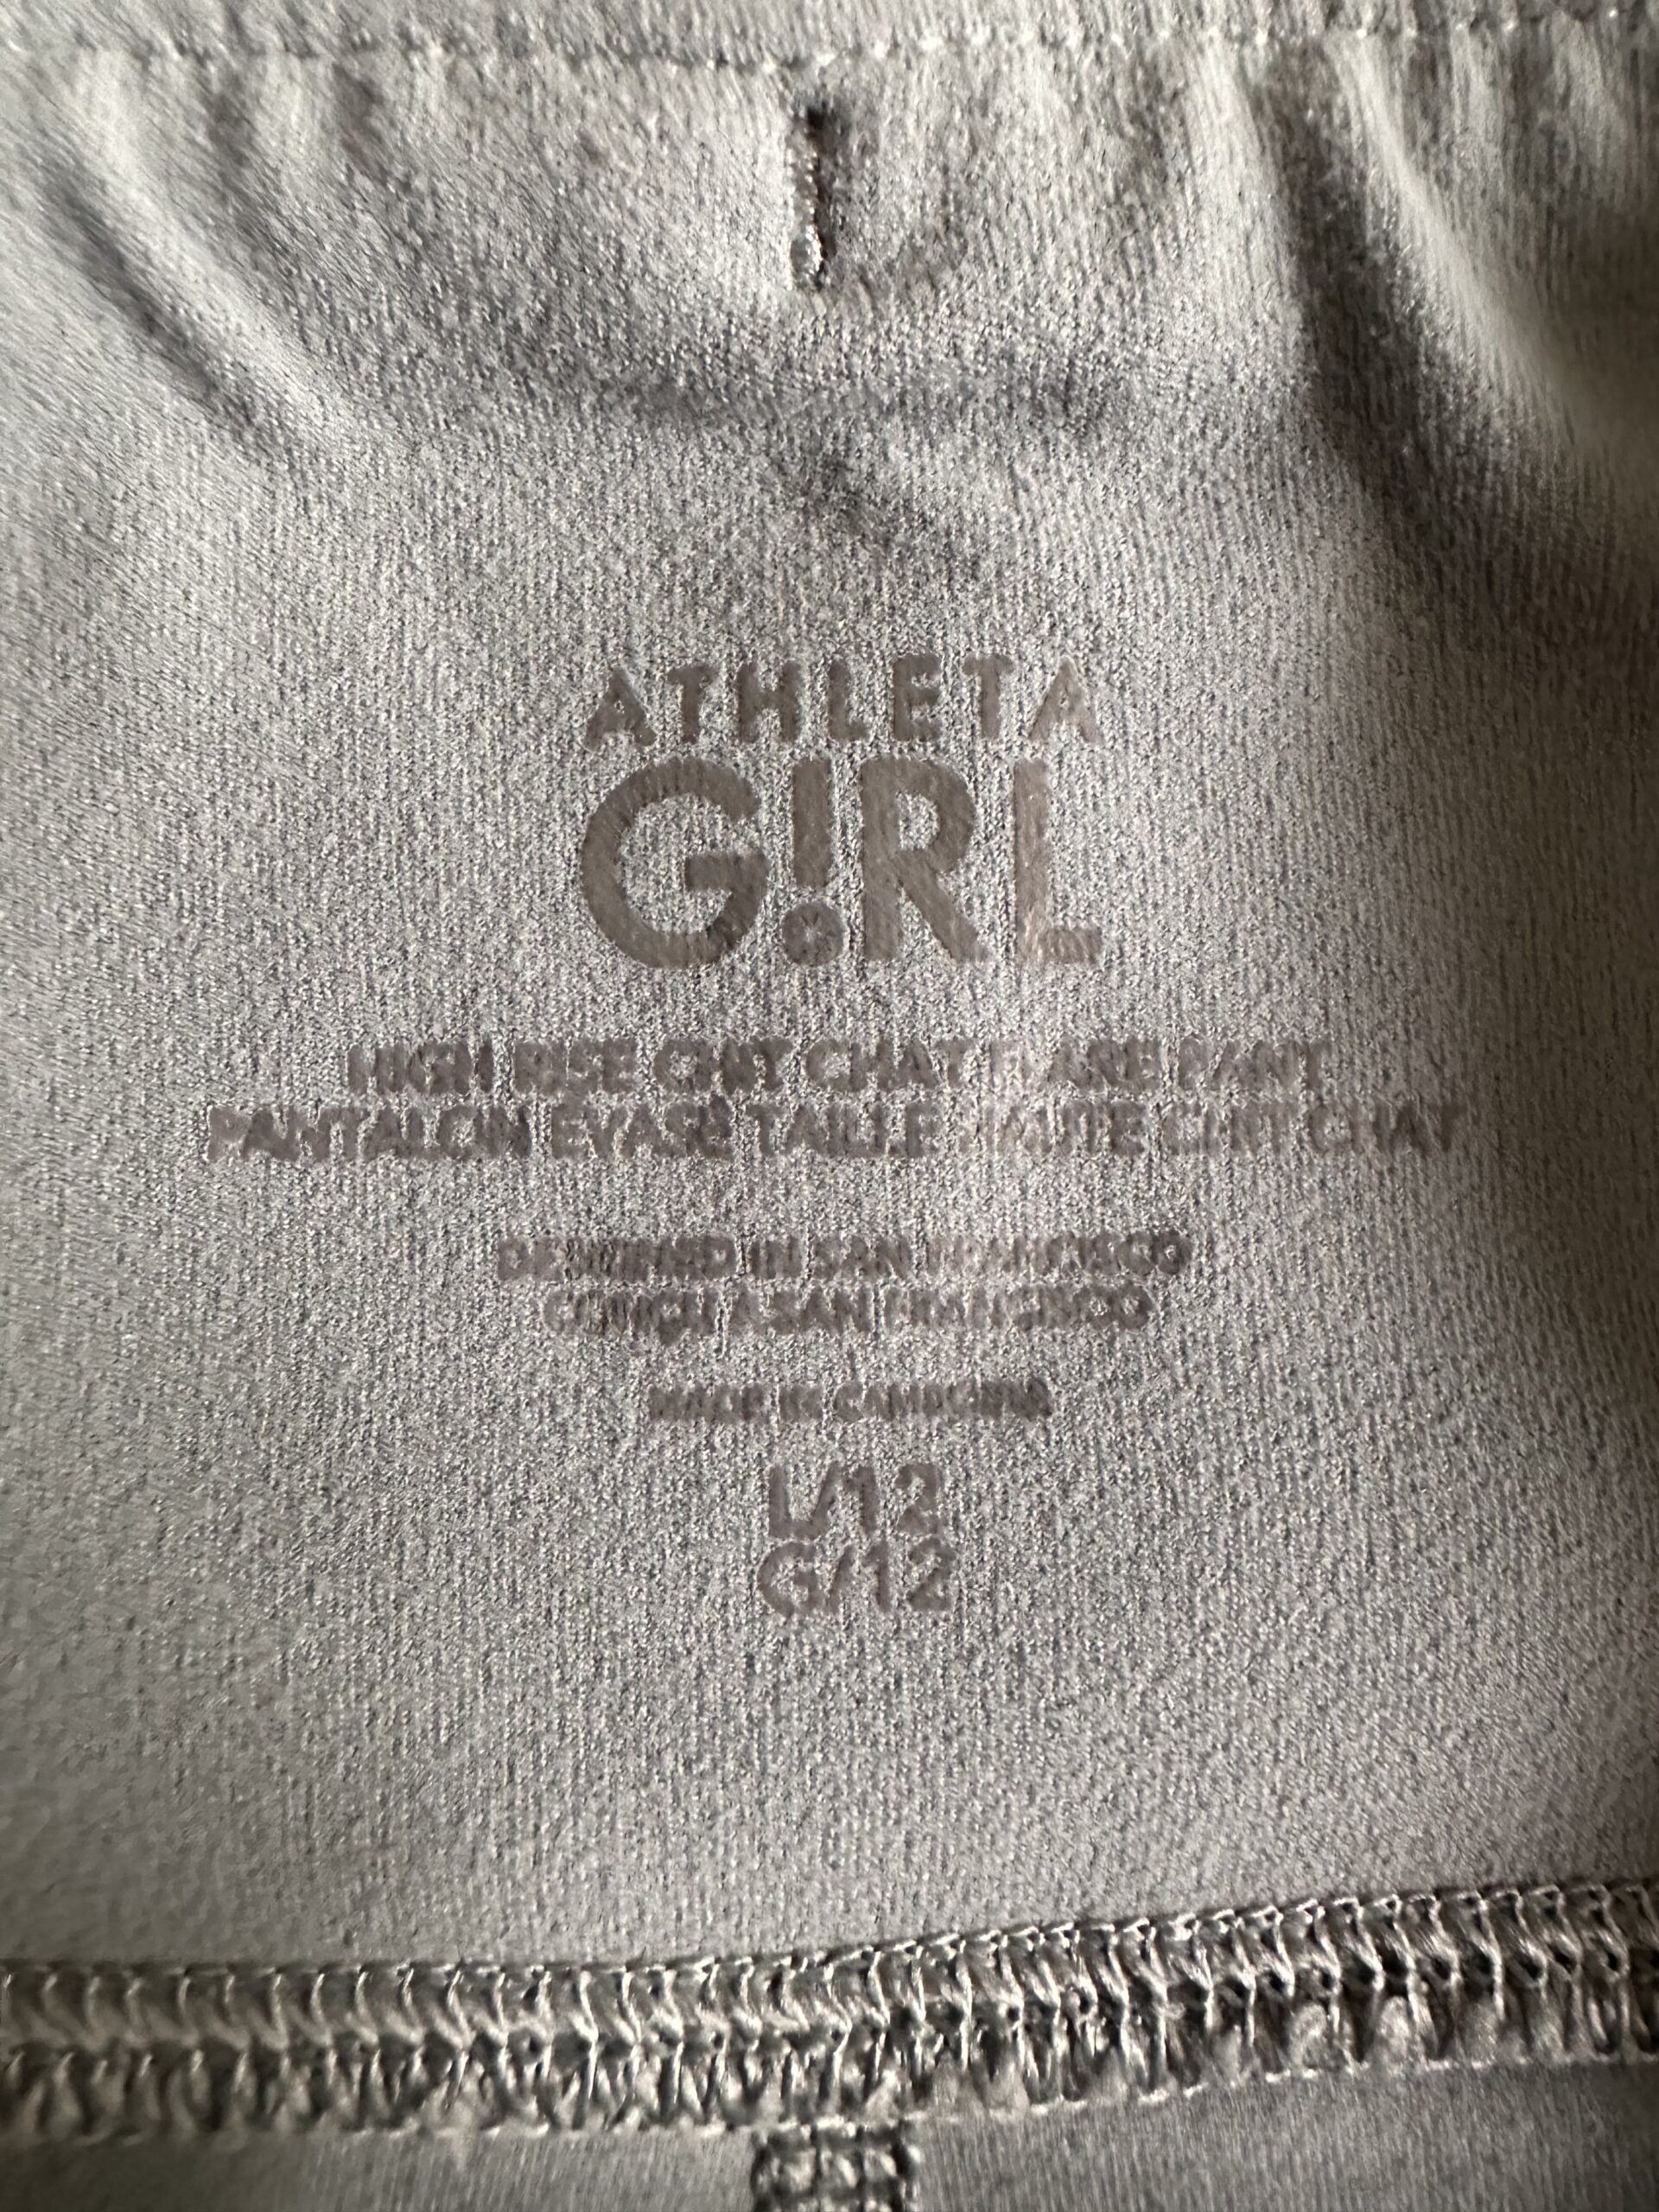 ATHLETA
G!RL
HIGH RISE CHIT CHAT FLARE PANT
PANTALON ÉVASÉ TAILLE HAUTE CHIT CHAT
DESIGNED IN SAN FRANCISCO
CONÇU À SAN FRANCISCO
MADE IN CAMBODIA
L/12
G/12